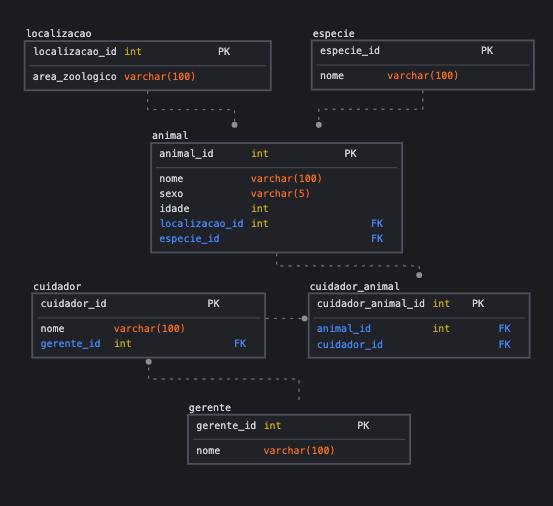 localizacao
localizacao_id int PK
area_zoologico varchar(100)
especie
especie_id PK
nome varchar(100)
animal
animal_id int PK
nome varchar(100)
sexo varchar(5)
idade int
localizacao_id int FK
especie_id FK
cuidador
cuidador_id PK
nome varchar(100)
gerente_id int FK
cuidador_animal
cuidador_animal_id int PK
animal_id int FK
cuidador_id FK
gerente
gerente_id int PK
nome varchar(100)